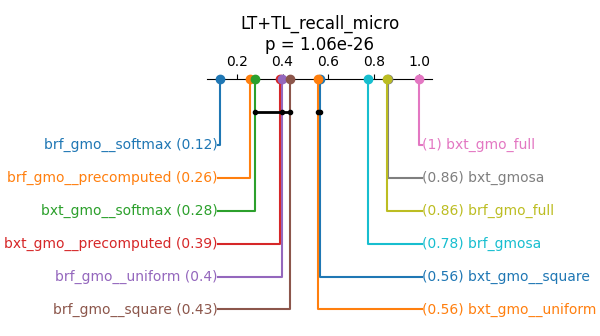 LT+TL_recall_micro
p = 1.06e-26
0.2 0.4 0.6 0.8 1.0
brf_gmo__softmax (0.12) (1) bxt_gmo_full
brf_gmo__precomputed (0.26) (0.86) bxt_gmosa
bxt_gmo__softmax (0.28) (0.86) brf_gmo_full
bxt_gmo__precomputed (0.39) (0.78) brf_gmosa
brf_gmo__uniform (0.4) (0.56) bxt_gmo__square
brf_gmo__square (0.43) (0.56) bxt_gmo__uniform